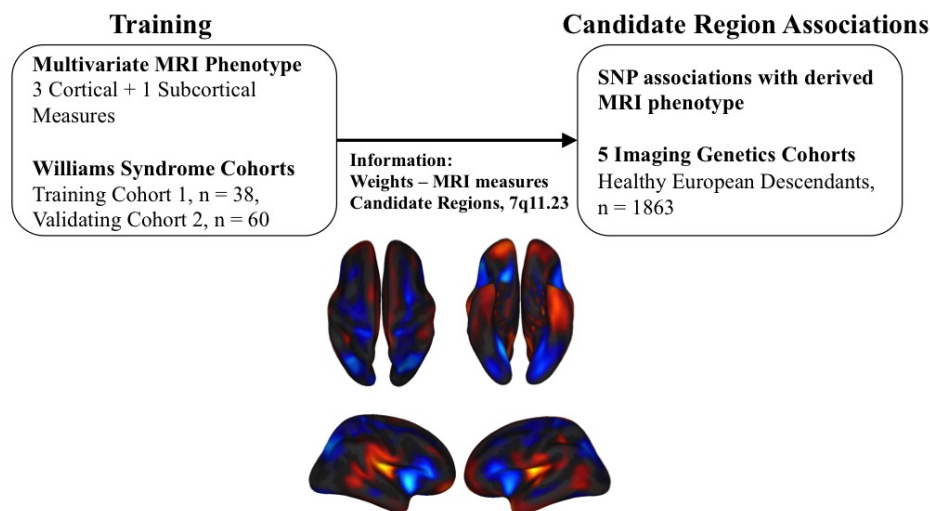 Training
Multivariate MRI Phenotype
3 Cortical + 1 Subcortical
Measures
Williams Syndrome Cohorts
Training Cohort 1, n = 38,
Validating Cohort 2, n = 60
Information:
Weights – MRI measures
Candidate Regions, 7q11.23
Candidate Region Associations
SNP associations with derived
MRI phenotype
5 Imaging Genetics Cohorts
Healthy European Descendants,
n = 1863